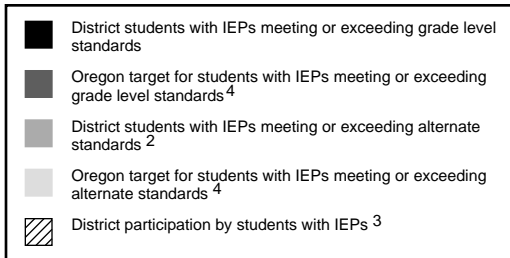 District students with IEPs meeting or exceeding grade level
standards
Oregon target for students with IEPs meeting or exceeding
grade level standards 4
District students with IEPs meeting or exceeding alternate
standards 2
Oregon target for students with IEPs meeting or exceeding
alternate standards 4
District participation by students with IEPs 3